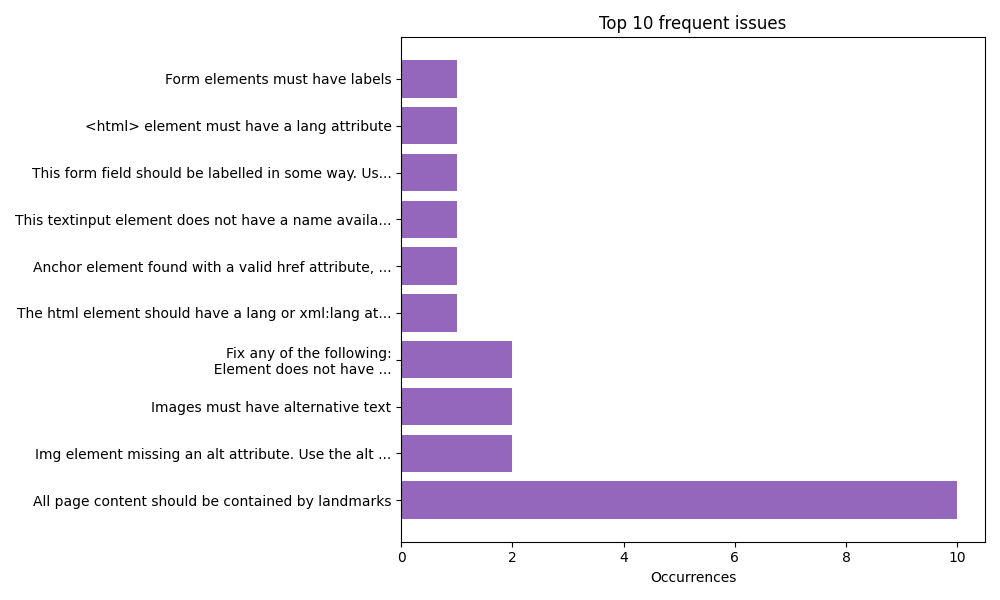 Top 10 frequent issues
Form elements must have labels
<html> element must have a lang attribute
This form field should be labelled in some way. Us...
This textinput element does not have a name availa...
Anchor element found with a valid href attribute, ...
The html element should have a lang or xml:lang at...
Fix any of the following:
Element does not have ...
Images must have alternative text
Img element missing an alt attribute. Use the alt ...
All page content should be contained by landmarks
0 2 4 6 8 10
Occurrences